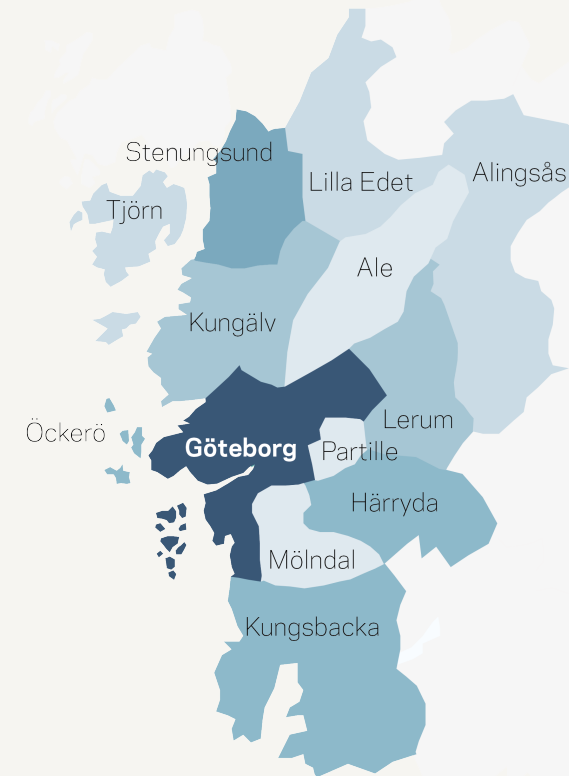 Stenungsund
Alingsås
Lilla Edet
Tjörn
Ale
Kungälv
Lerum
Öckerö
Göteborg
Partille
Härryda
Mölndal
Kungsbacka